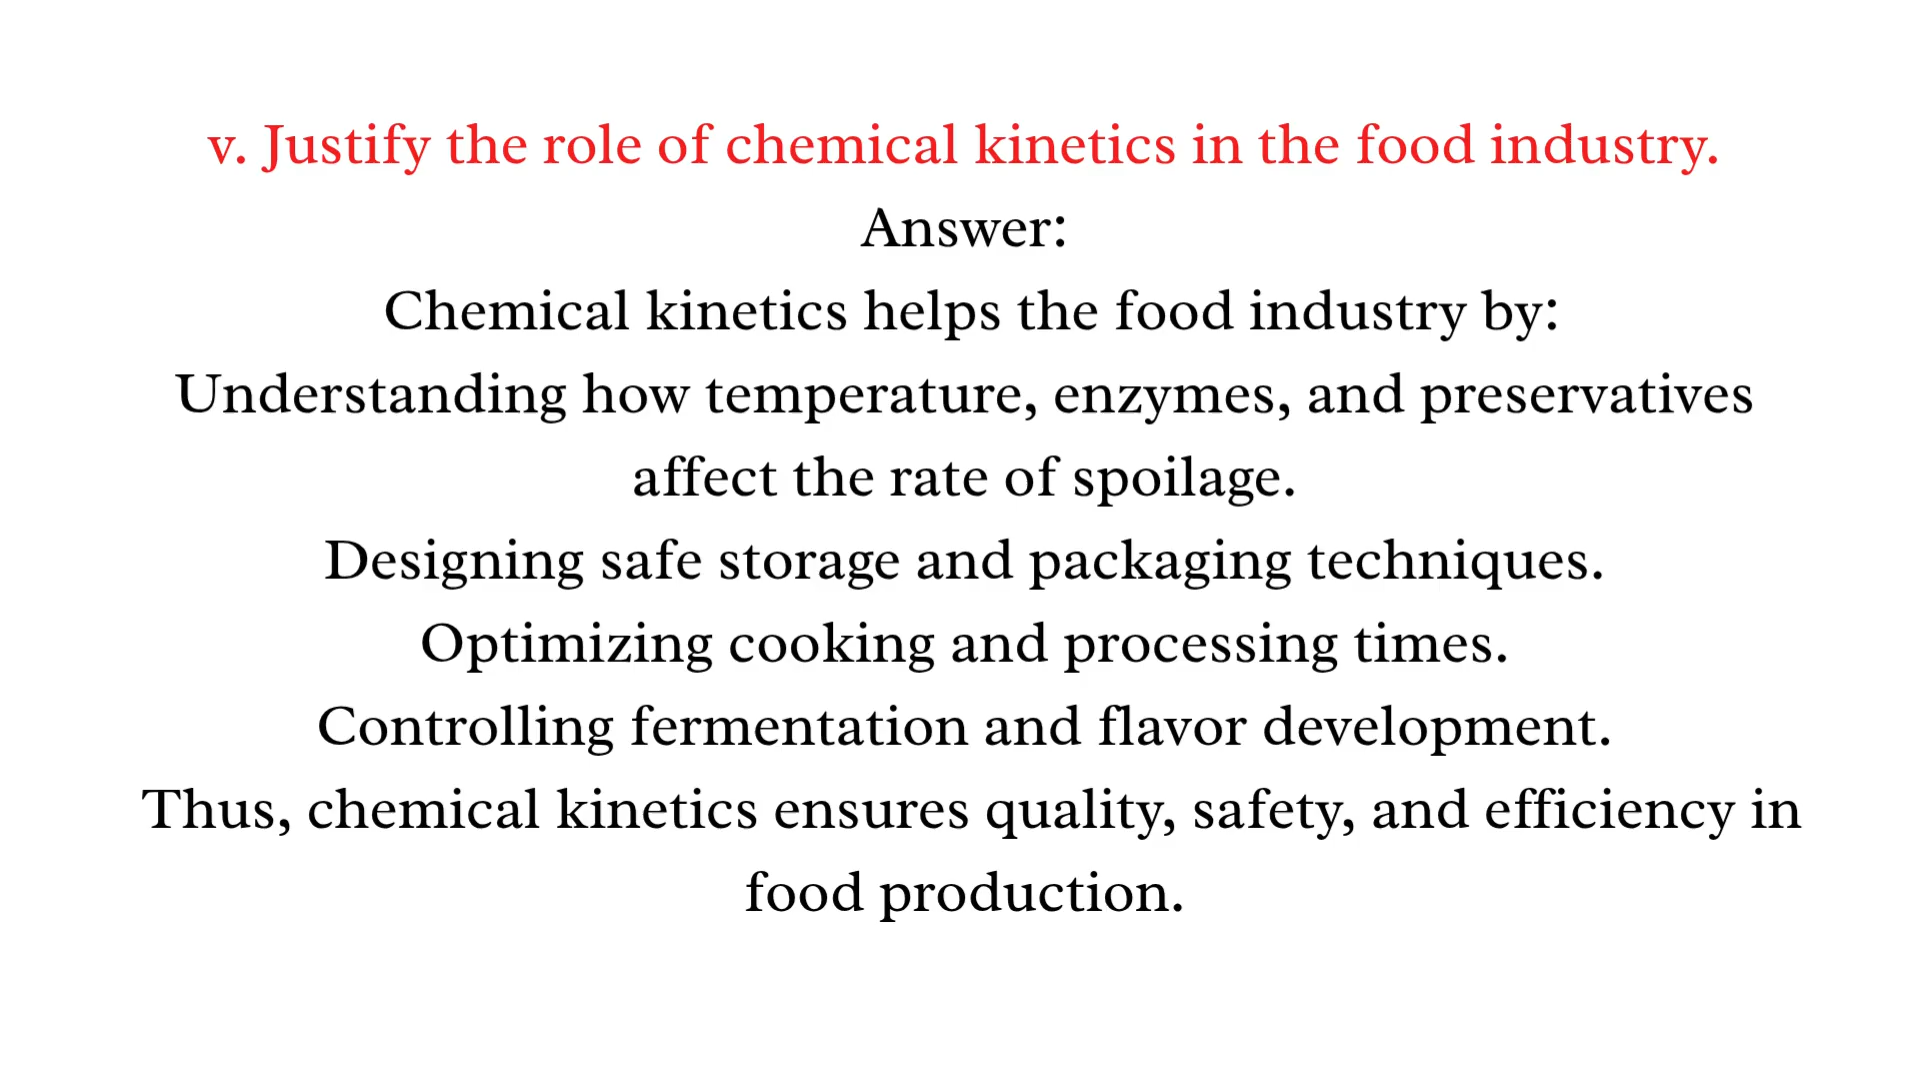 v. Justify the role of chemical kinetics in the food industry.
Answer:
Chemical kinetics helps the food industry by:
Understanding how temperature, enzymes, and preservatives
affect the rate of spoilage.
Designing safe storage and packaging techniques.
Optimizing cooking and processing times.
Controlling fermentation and flavor development.
Thus, chemical kinetics ensures quality, safety, and efficiency in
food production.